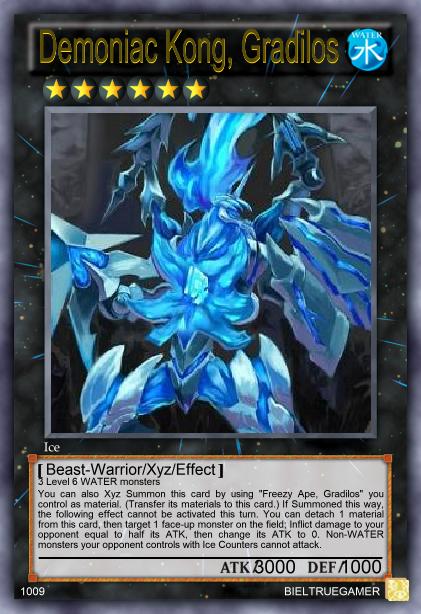 Demoniac Kong, Gradilos
WATER
水
Ice
[ Beast-Warrior/Xyz/Effect ]
3 Level 6 WATER monsters
You can also Xyz Summon this card by using "Freezy Ape, Gradilos" you
control as material. (Transfer its materials to this card.) If Summoned this way,
the following effect cannot be activated this turn. You can detach 1 material
from this card, then target 1 face-up monster on the field; Inflict damage to your
opponent equal to half its ATK, then change its ATK to 0. Non-WATER
monsters your opponent controls with Ice Counters cannot attack.
ATK/3000 DEF/1000
1009
BIELTRUEGAMER